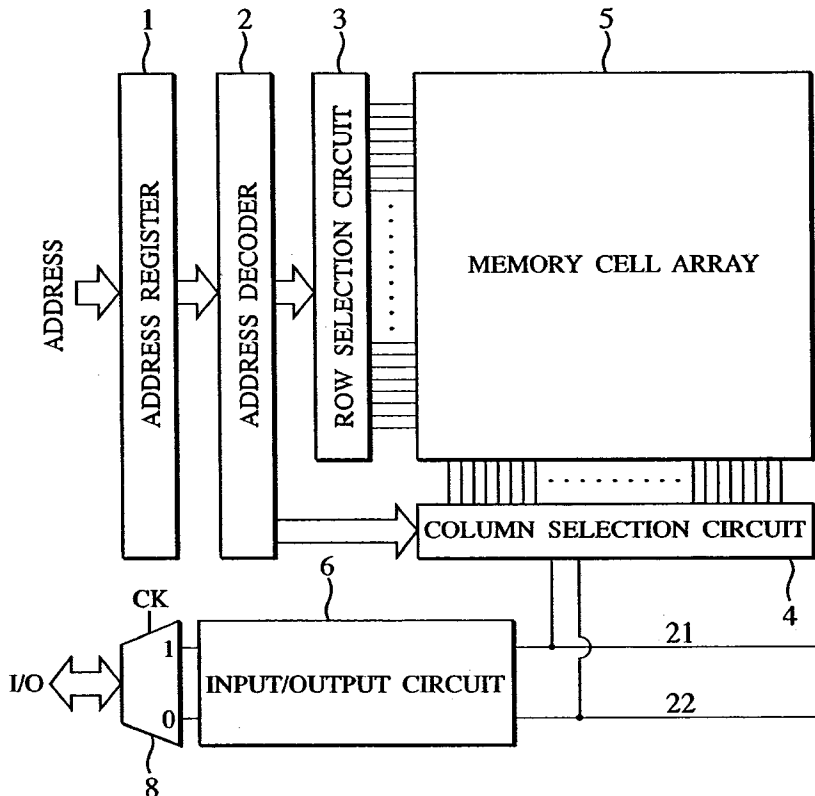 1
2
3
5
ADDRESS
ADDRESS REGISTER
ADDRESS DECODER
ROW SELECTION CIRCUIT
MEMORY CELL ARRAY
COLUMN SELECTION CIRCUIT
4
6
CK
I/O
1
0
8
INPUT/OUTPUT CIRCUIT
21
22